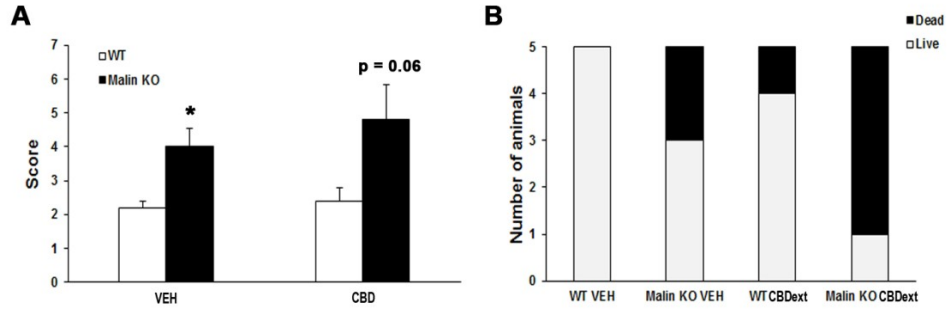 A
Score
7
6
5
4
3
2
1
0
WT
Malin KO
*
p = 0.06
VEH
CBD
B
Number of animals
5
4
3
2
1
0
Dead
Live
WT VEH
Malin KO VEH
WT CBDext
Malin KO CBDext